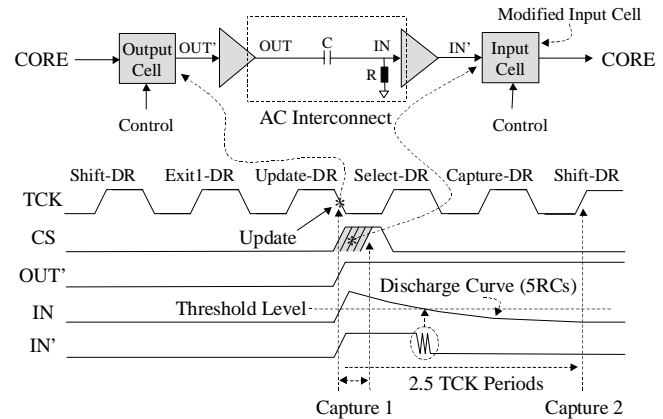 Modified Input Cell
CORE
Output Cell
OUT'
OUT
C
IN
R
IN'
Input Cell
CORE
Control
AC Interconnect
Control
Shift-DR Exit1-DR Update-DR Select-DR Capture-DR Shift-DR
TCK
Update
CS
OUT'
Discharge Curve (5RCs)
Threshold Level
IN
IN'
2.5 TCK Periods
Capture 1
Capture 2